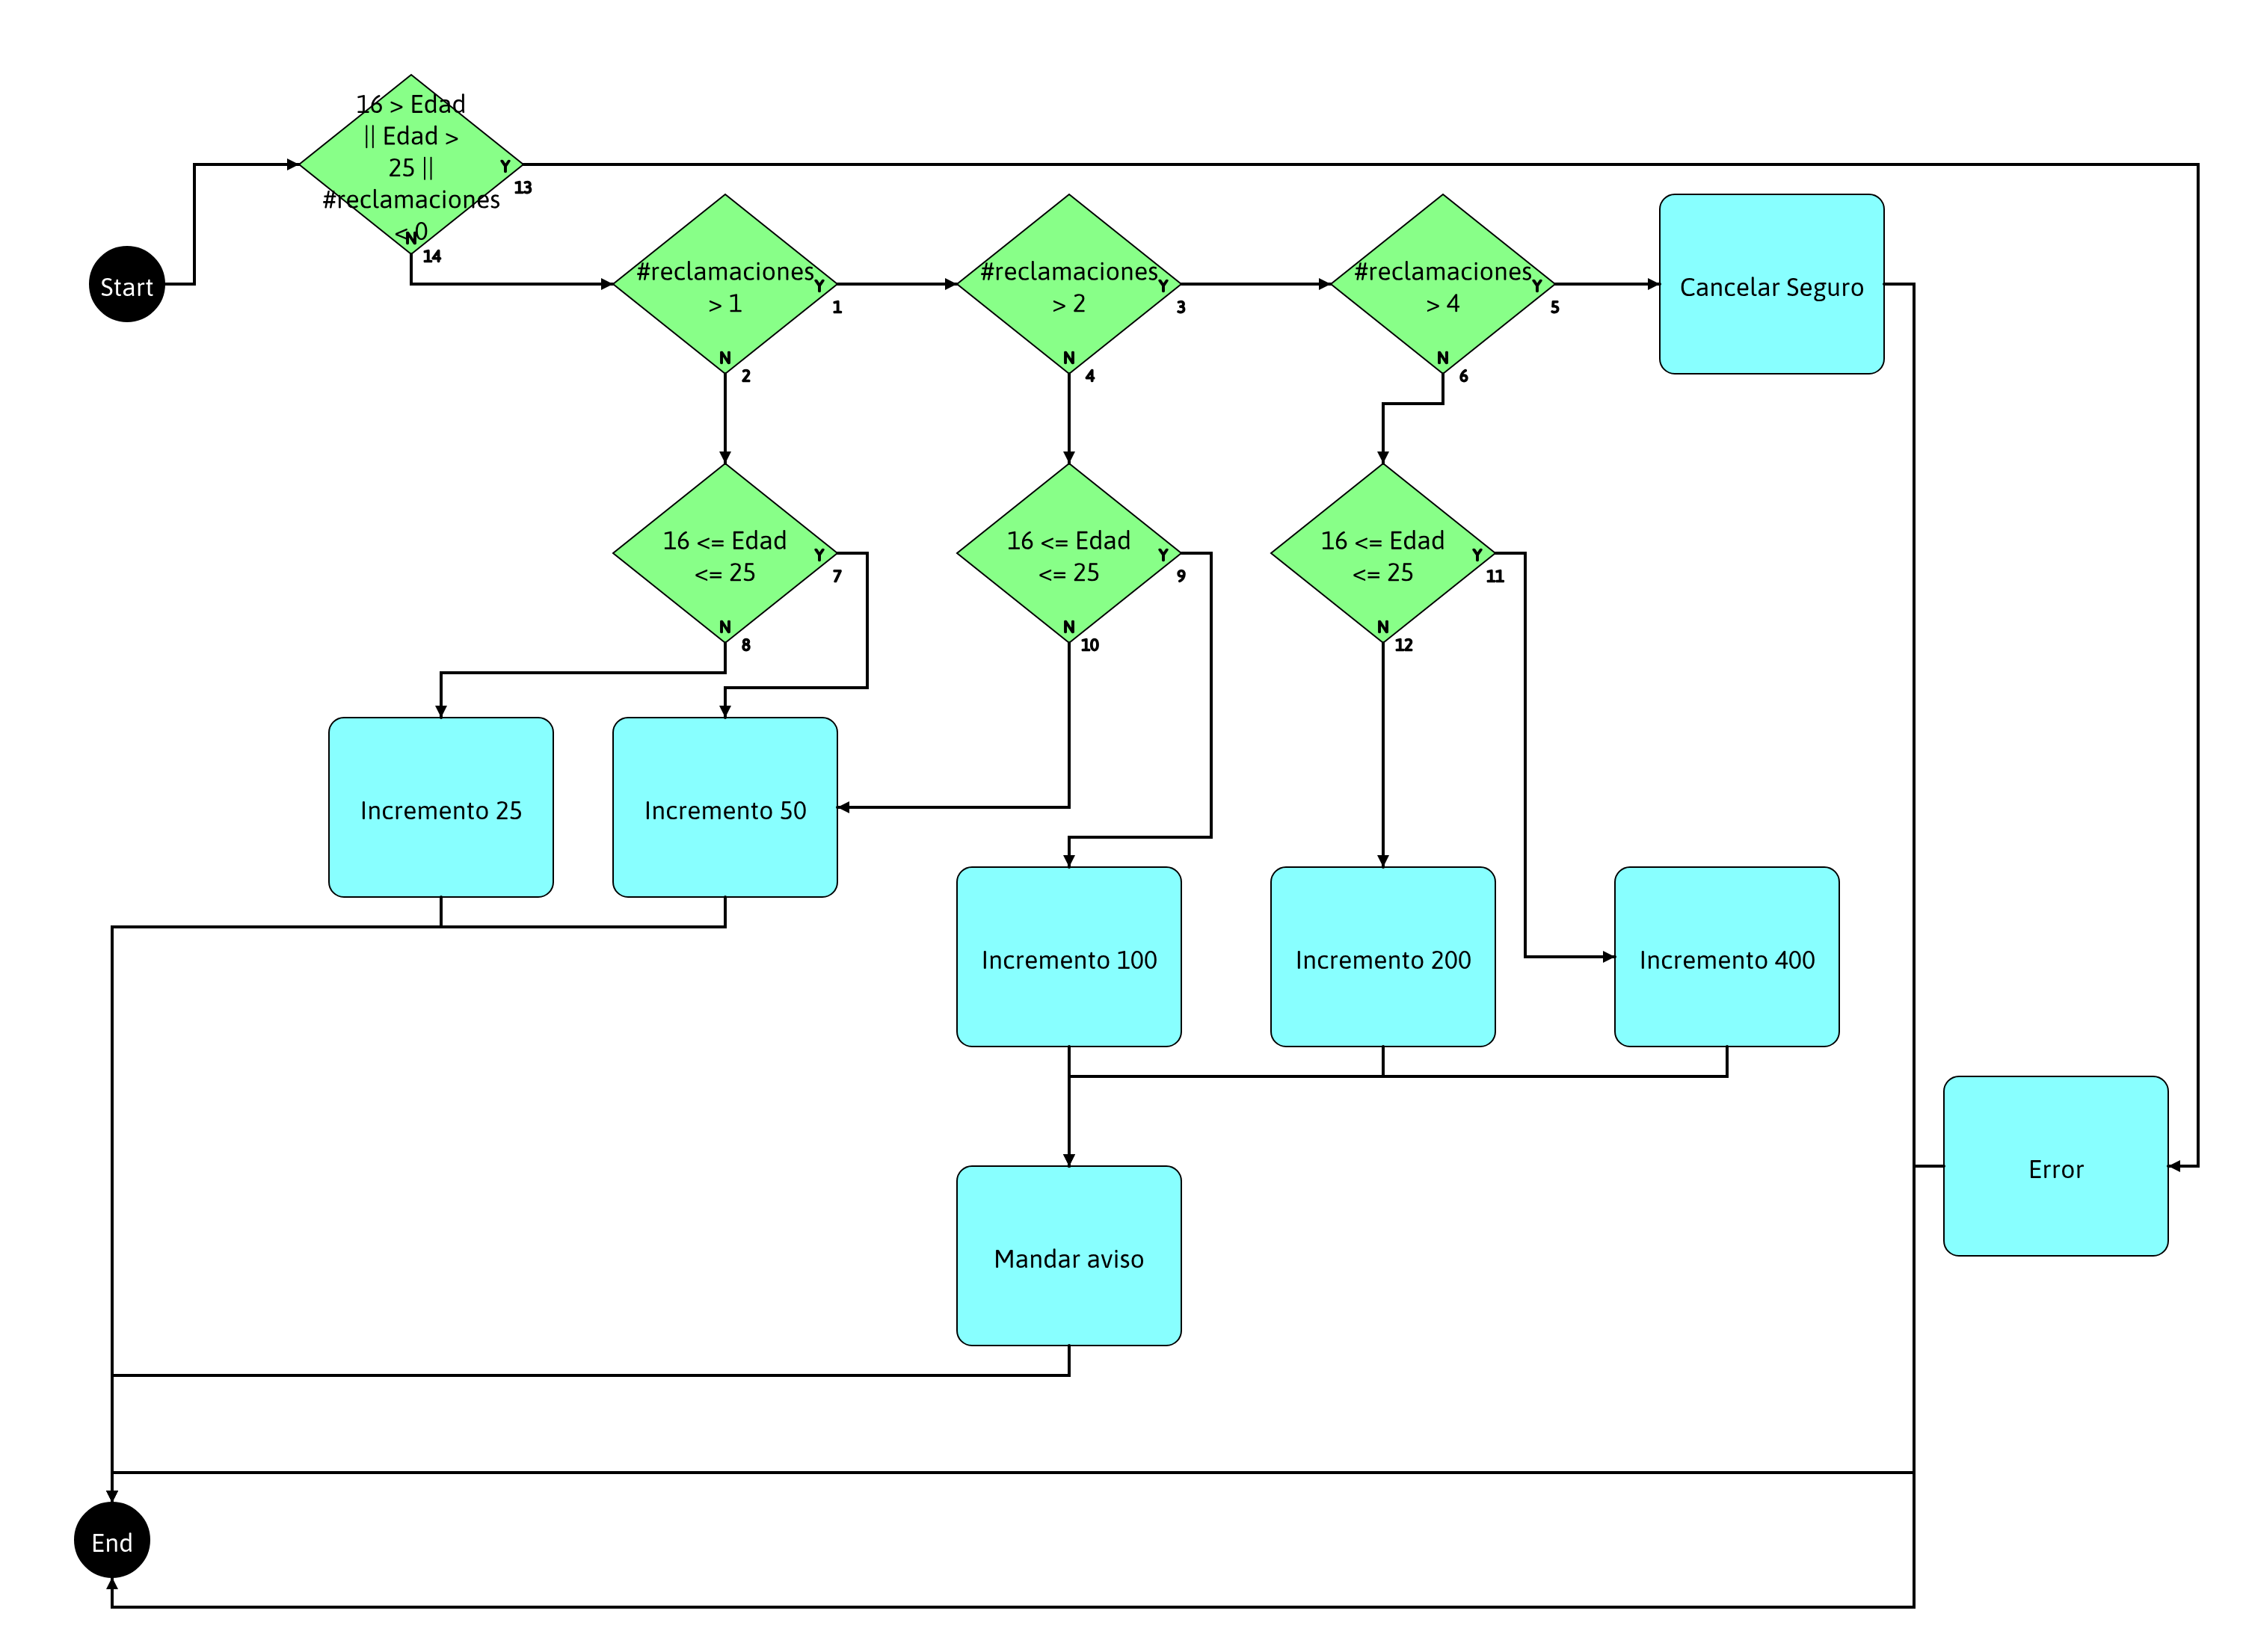 16 > Edad
|| Edad >
25 ||
#reclamaciones
< 0
Y
13
N
14
Start
#reclamaciones
> 1
Y
1
N
2
#reclamaciones
> 2
Y
3
N
4
#reclamaciones
> 4
Y
5
N
6
Cancelar Seguro
16 <= Edad
<= 25
Y
7
N
8
16 <= Edad
<= 25
Y
9
N
10
16 <= Edad
<= 25
Y
11
N
12
Incremento 25
Incremento 50
Incremento 100
Incremento 200
Incremento 400
Error
Mandar aviso
End